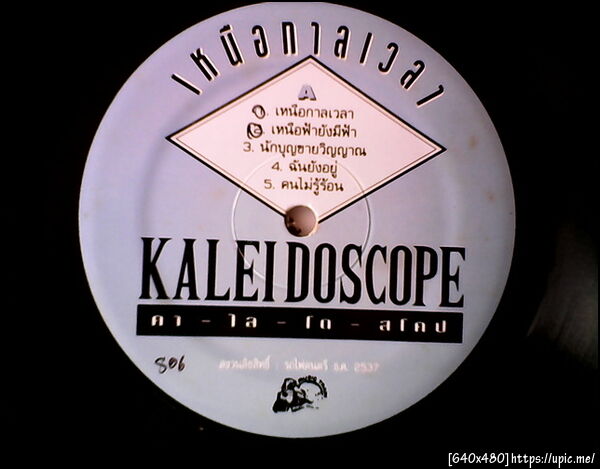 เหนือกาลเวลา
A
1. เหนือกาลเวลา
2. เหนือฟ้ายังมีฟ้า
3. นักบุญขายวิญญาณ
4. ฉันยังอยู่
5. คนไม่รู้ร้อน
KALEIDOSCOPE
คา - ไล - โด - สโคป
806
สงวนลิขสิทธิ์ : รถไฟดนตรี ธ.ค. 2537
[640x480]https://upic.me/